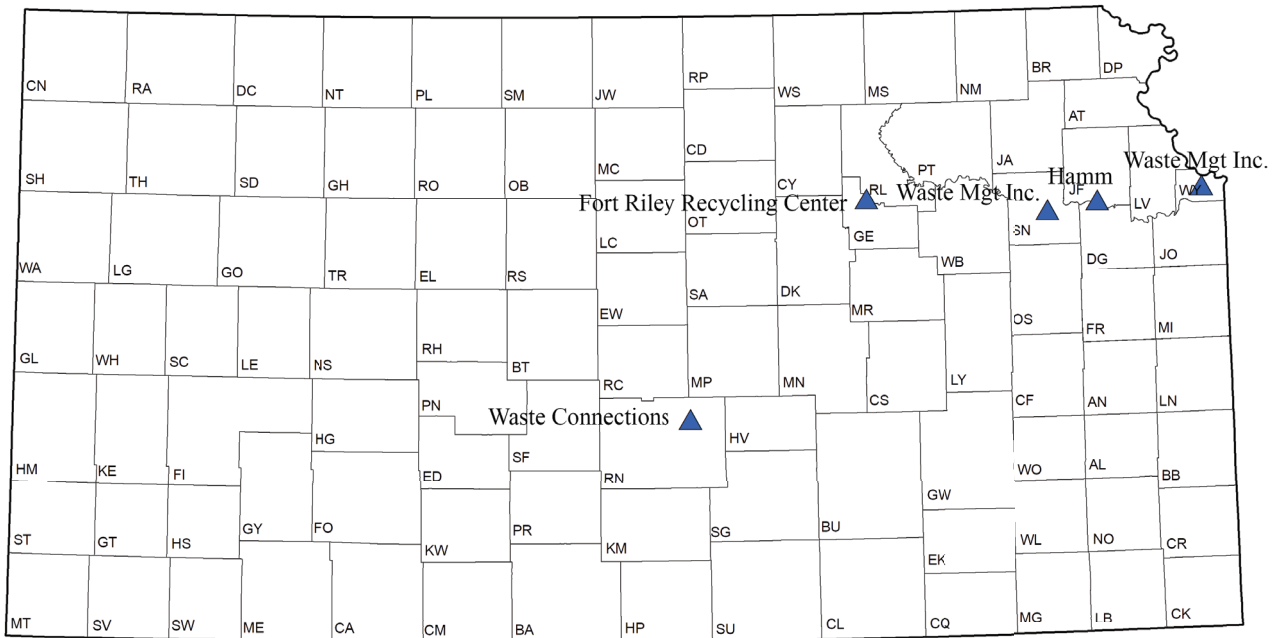 CN
RA
DC
NT
PL
SM
JW
RP
WS
MS
NM
BR
DP
AT
SH
TH
SD
GH
RO
OB
MC
CD
CY
RL
PT
JA
JF
LV
WY
Waste Mgt Inc.
Hamm
Waste Mgt Inc.
Fort Riley Recycling Center
WA
LG
GO
TR
EL
RS
LC
OT
GE
SN
EW
SA
DK
WB
DG
JO
MR
OS
FR
MI
GL
WH
SC
LE
NS
RH
BT
RC
MP
MN
CS
LY
CF
AN
LN
Waste Connections
HM
KE
FI
HG
PN
ED
SF
RN
HV
WO
AL
BB
GW
ST
GT
HS
GY
FO
KW
PR
KM
SG
BU
EK
WL
NO
CR
MT
SV
SW
ME
CA
CM
BA
HP
SU
CL
CQ
MG
LB
CK